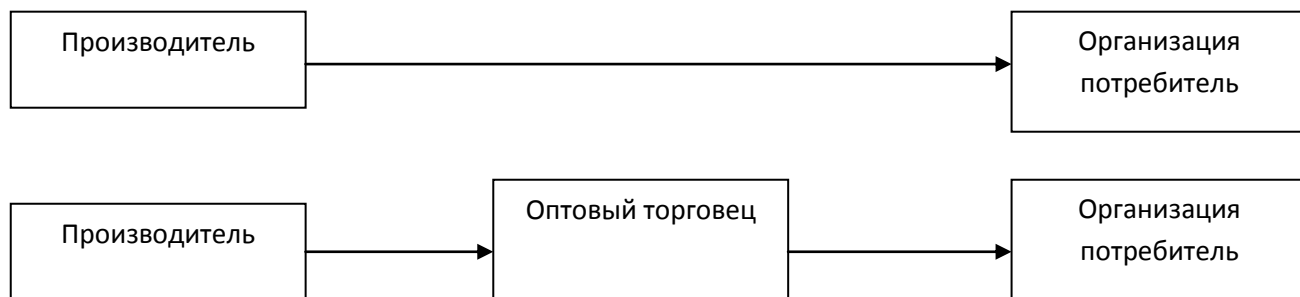 Производитель
Организация
потребитель
Производитель
Оптовый торговец
Организация
потребитель